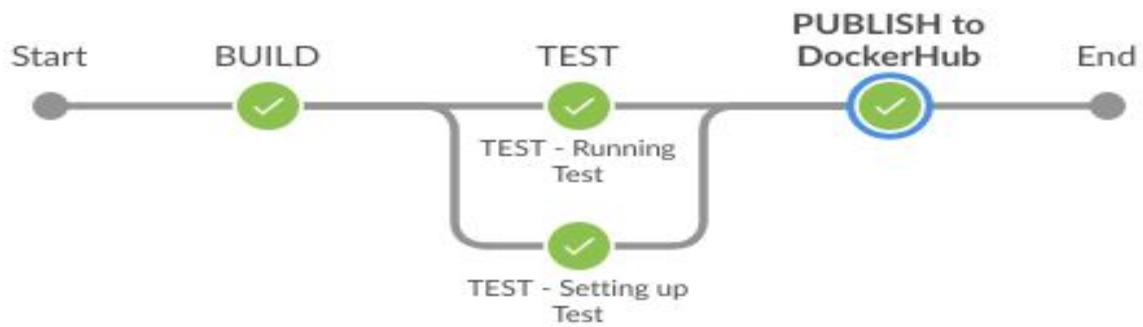 Start
BUILD
TEST
PUBLISH to
DockerHub
End
TEST - Running
Test
TEST - Setting up
Test